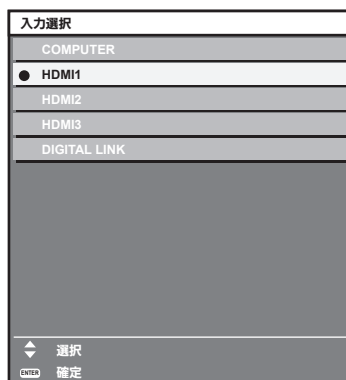 入力選択
COMPUTER
HDMI1
HDMI2
HDMI3
DIGITAL LINK
選択
ENTER 確定